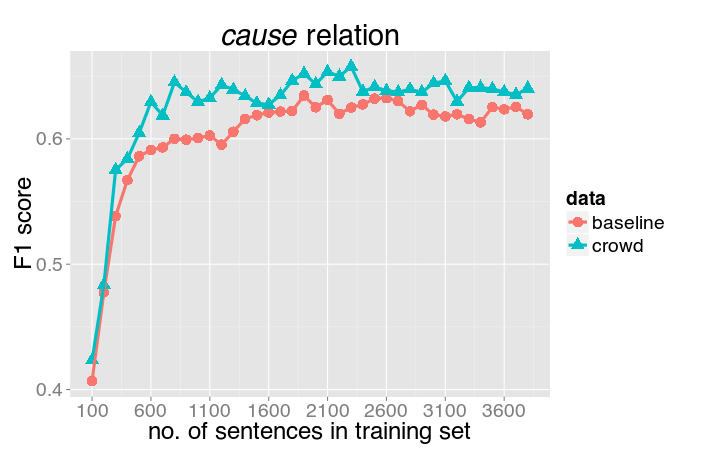 cause relation
F1 score
0.6
0.5
0.4
100 600 1100 1600 2100 2600 3100 3600
no. of sentences in training set
data
baseline
crowd